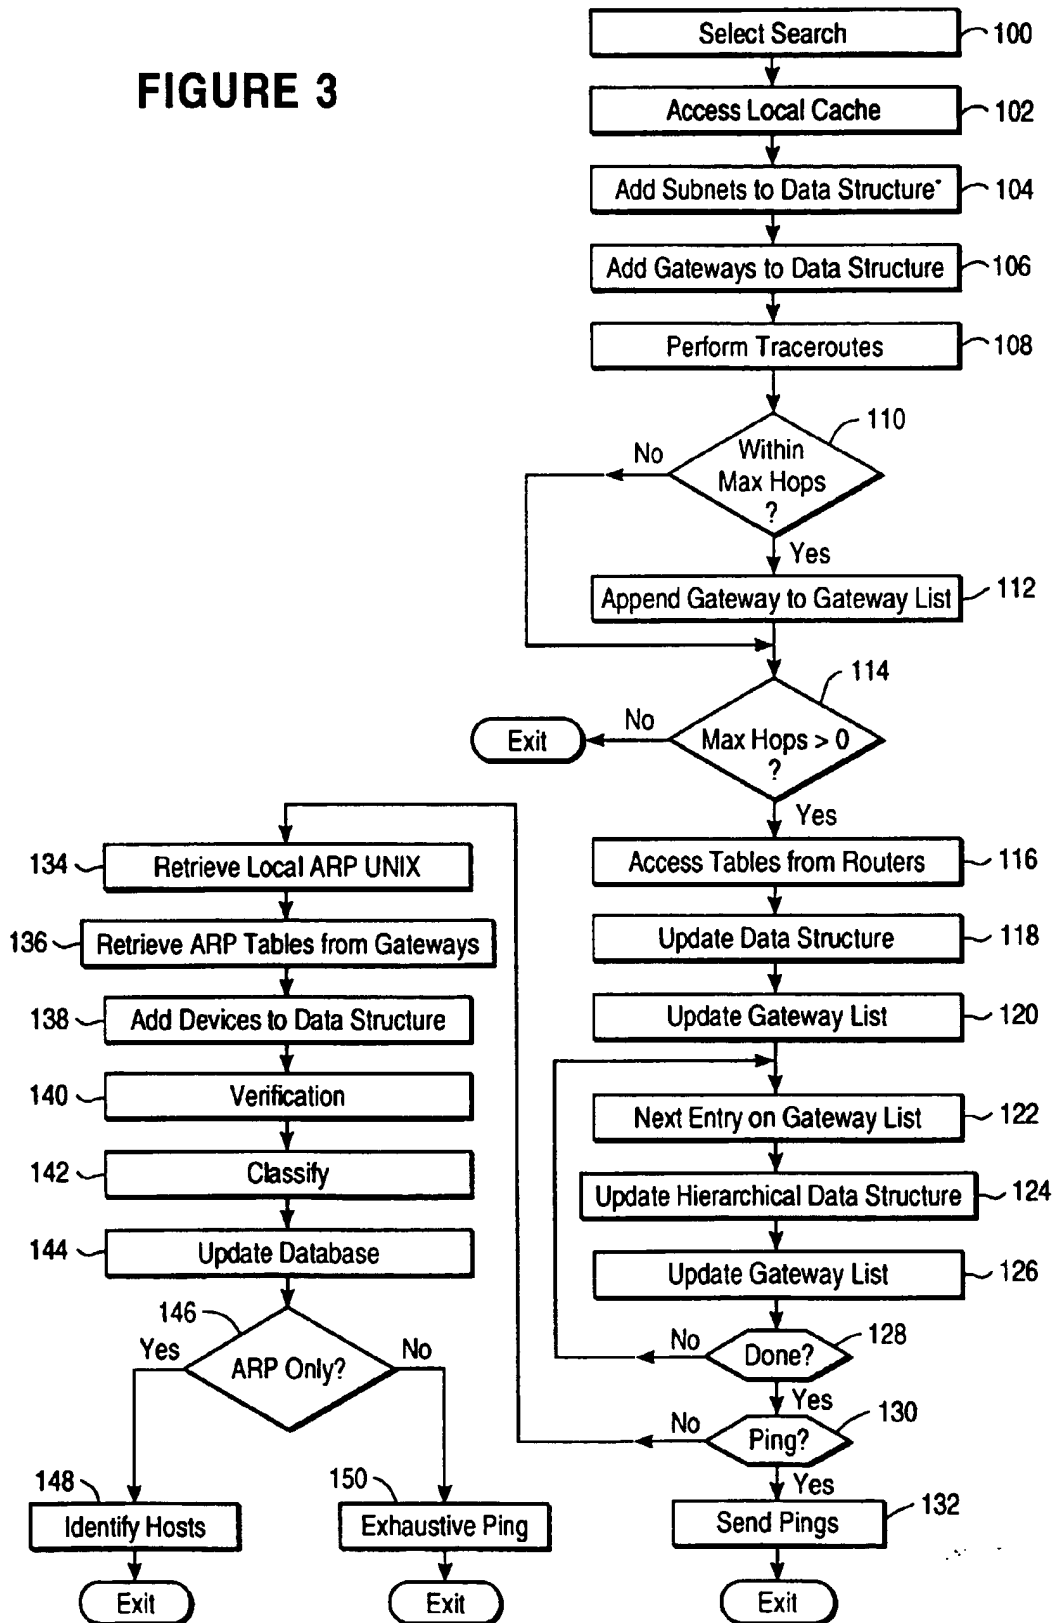 FIGURE 3
Select Search
100
Access Local Cache
102
Add Subnets to Data Structure
104
Add Gateways to Data Structure
106
Perform Traceroutes
108
110
Within
Max Hops
?
No
Yes
Append Gateway to Gateway List
112
114
Max Hops > 0
?
No
Exit
Yes
Access Tables from Routers
116
Update Data Structure
118
Update Gateway List
120
Next Entry on Gateway List
122
Update Hierarchical Data Structure
124
Update Gateway List
126
Done?
128
No
Yes
Ping?
130
No
Yes
Send Pings
132
Exit
134
Retrieve Local ARP UNIX
136
Retrieve ARP Tables from Gateways
138
Add Devices to Data Structure
140
Verification
142
Classify
144
Update Database
146
ARP Only?
Yes
No
148
Identify Hosts
Exit
150
Exhaustive Ping
Exit